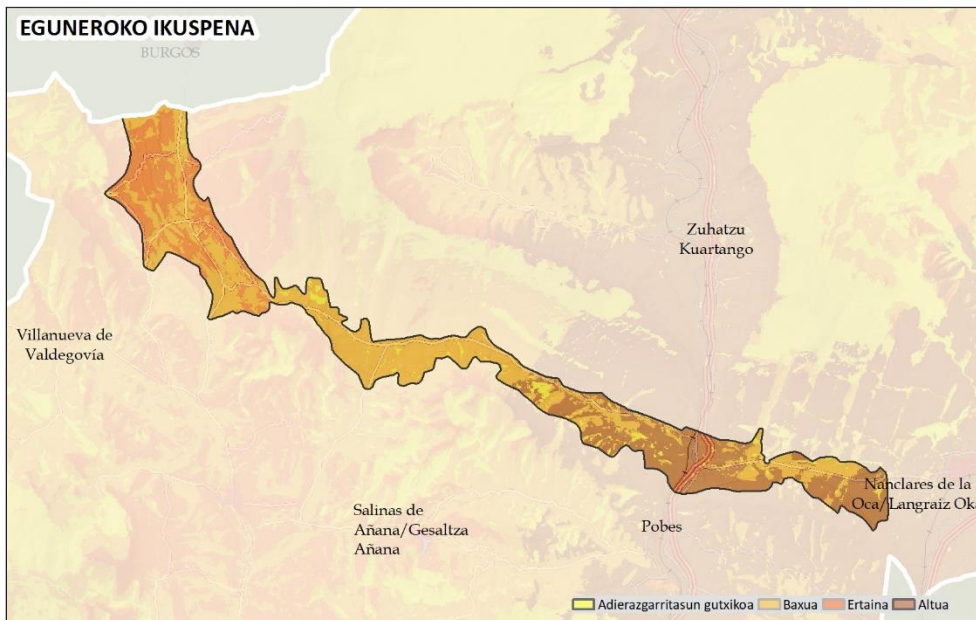 EGUNEROKO IKUSPENA
BURGOS
Zuhatzu
Kuartango
Villanueva de
Valdegovía
Nanclares de la
Oca/Langraiz Oka
Salinas de
Añana/Gesaltza
Añana
Pobes
Adierazgarritasun gutxikoa
Baxua
Ertaina
Altua